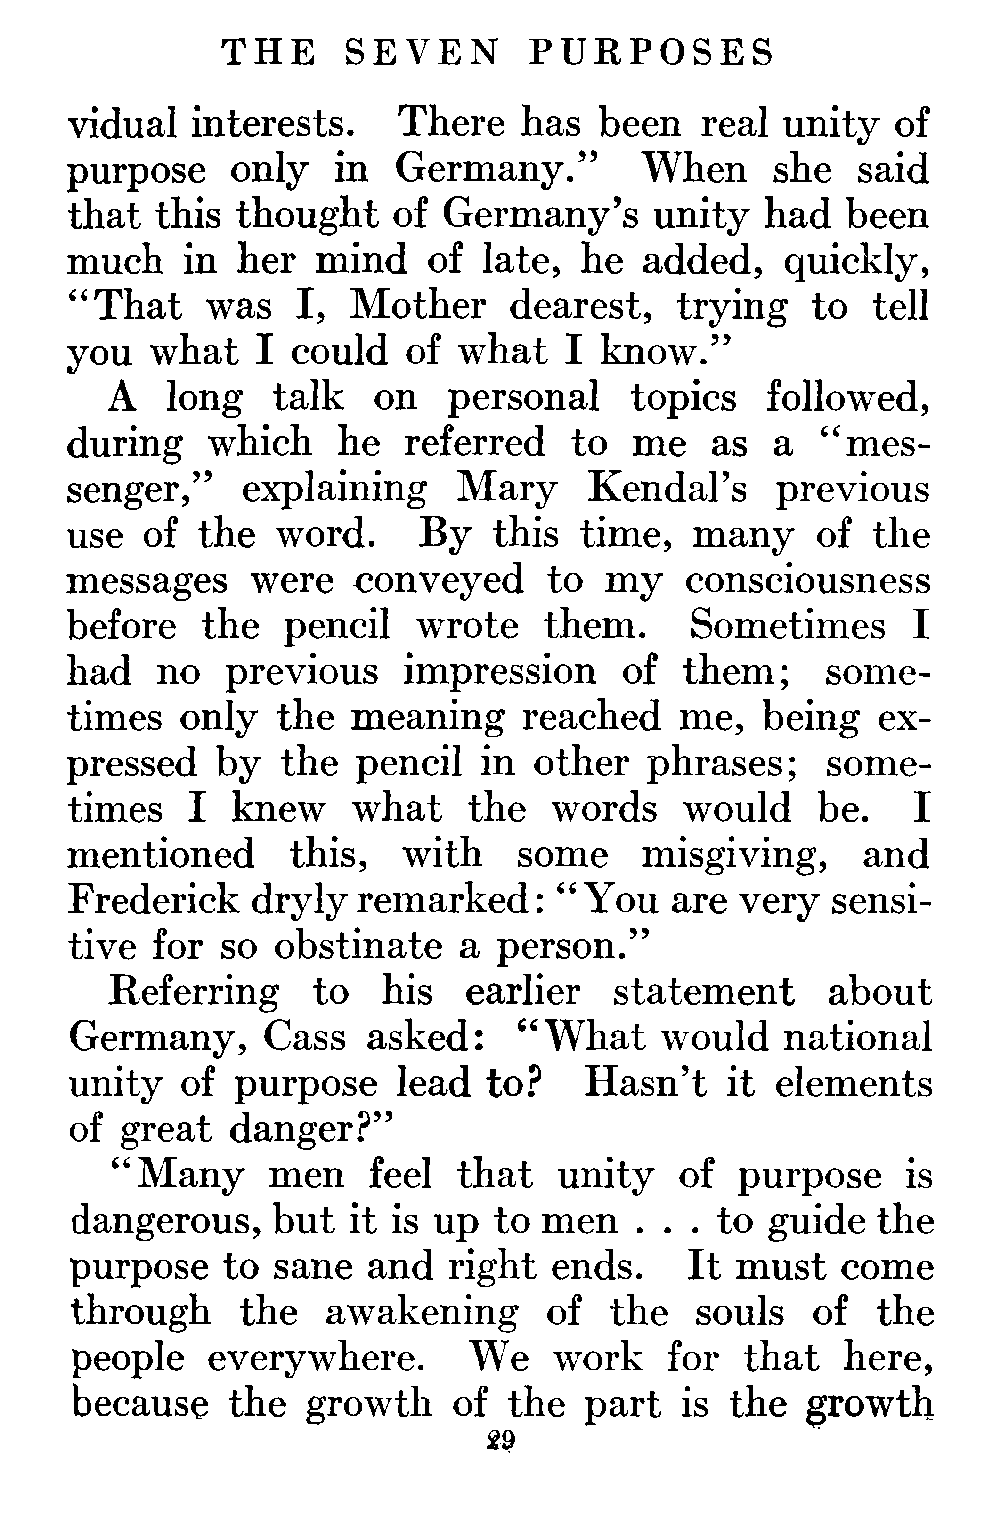 THE SEVEN PURPOSES
vidual interests. There has been real unity of
purpose only in Germany.” When she said
that this thought of Germany’s unity had been
much in her mind of late, he added, quickly,
“That was I, Mother dearest, trying to tell
you what I could of what I know.”
A long talk on personal topics followed,
during which he referred to me as a “mes-
senger,” explaining Mary Kendal’s previous
use of the word. By this time, many of the
messages were conveyed to my consciousness
before the pencil wrote them. Sometimes I
had no previous impression of them; some-
times only the meaning reached me, being ex-
pressed by the pencil in other phrases; some-
times I knew what the words would be. I
mentioned this, with some misgiving, and
Frederick dryly remarked: “You are very sensi-
tive for so obstinate a person.”
Referring to his earlier statement about
Germany, Cass asked: “What would national
unity of purpose lead to? Hasn’t it elements
of great danger?”
“Many men feel that unity of purpose is
dangerous, but it is up to men . . . to guide the
purpose to sane and right ends. It must come
through the awakening of the souls of the
people everywhere. We work for that here,
because the growth of the part is the growth
29